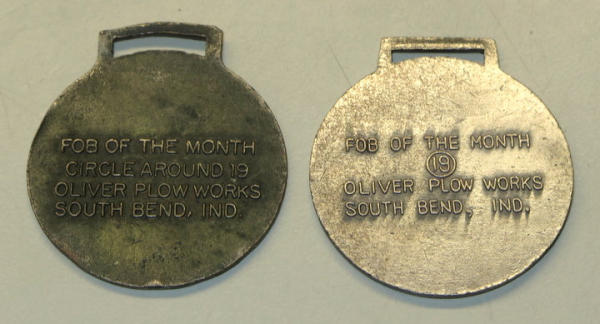 FOB OF THE MONTH
CIRCLE AROUND 19
OLIVER PLOW WORKS
SOUTH BEND, IND.
FOB OF THE MONTH
19
OLIVER PLOW WORKS
SOUTH BEND, IND.